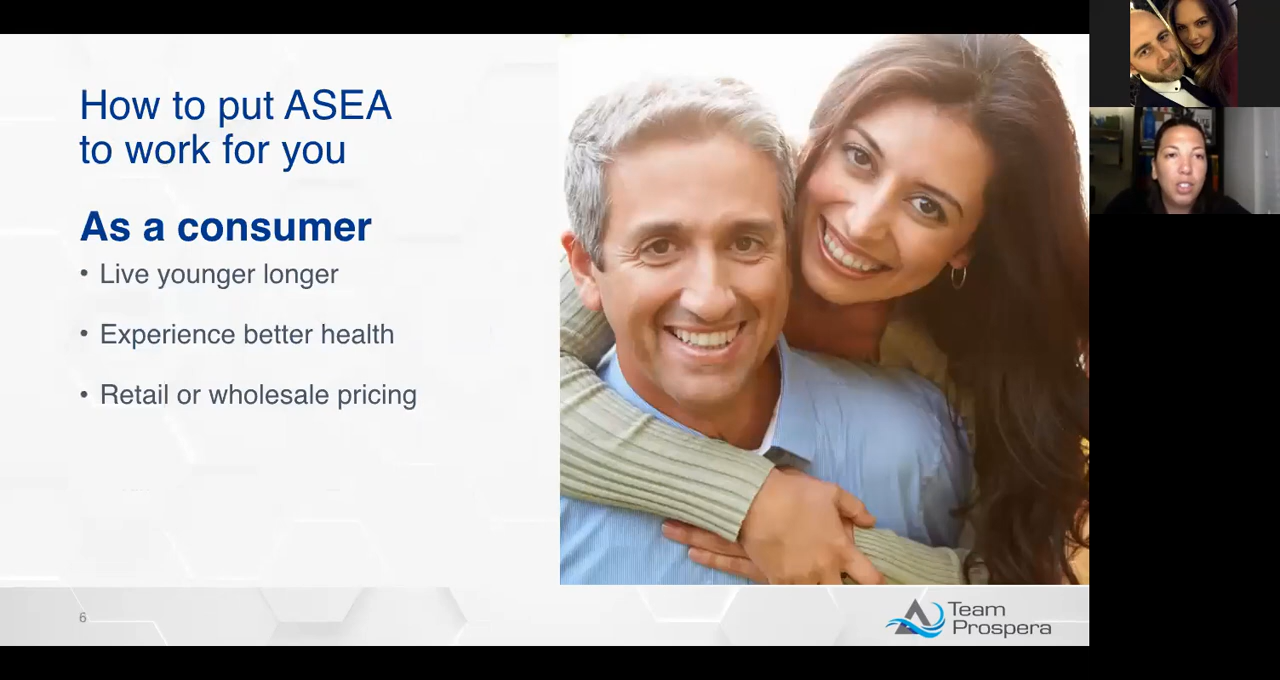 How to put ASEA
to work for you
As a consumer
• Live younger longer
• Experience better health
• Retail or wholesale pricing
6
Team
Prospera